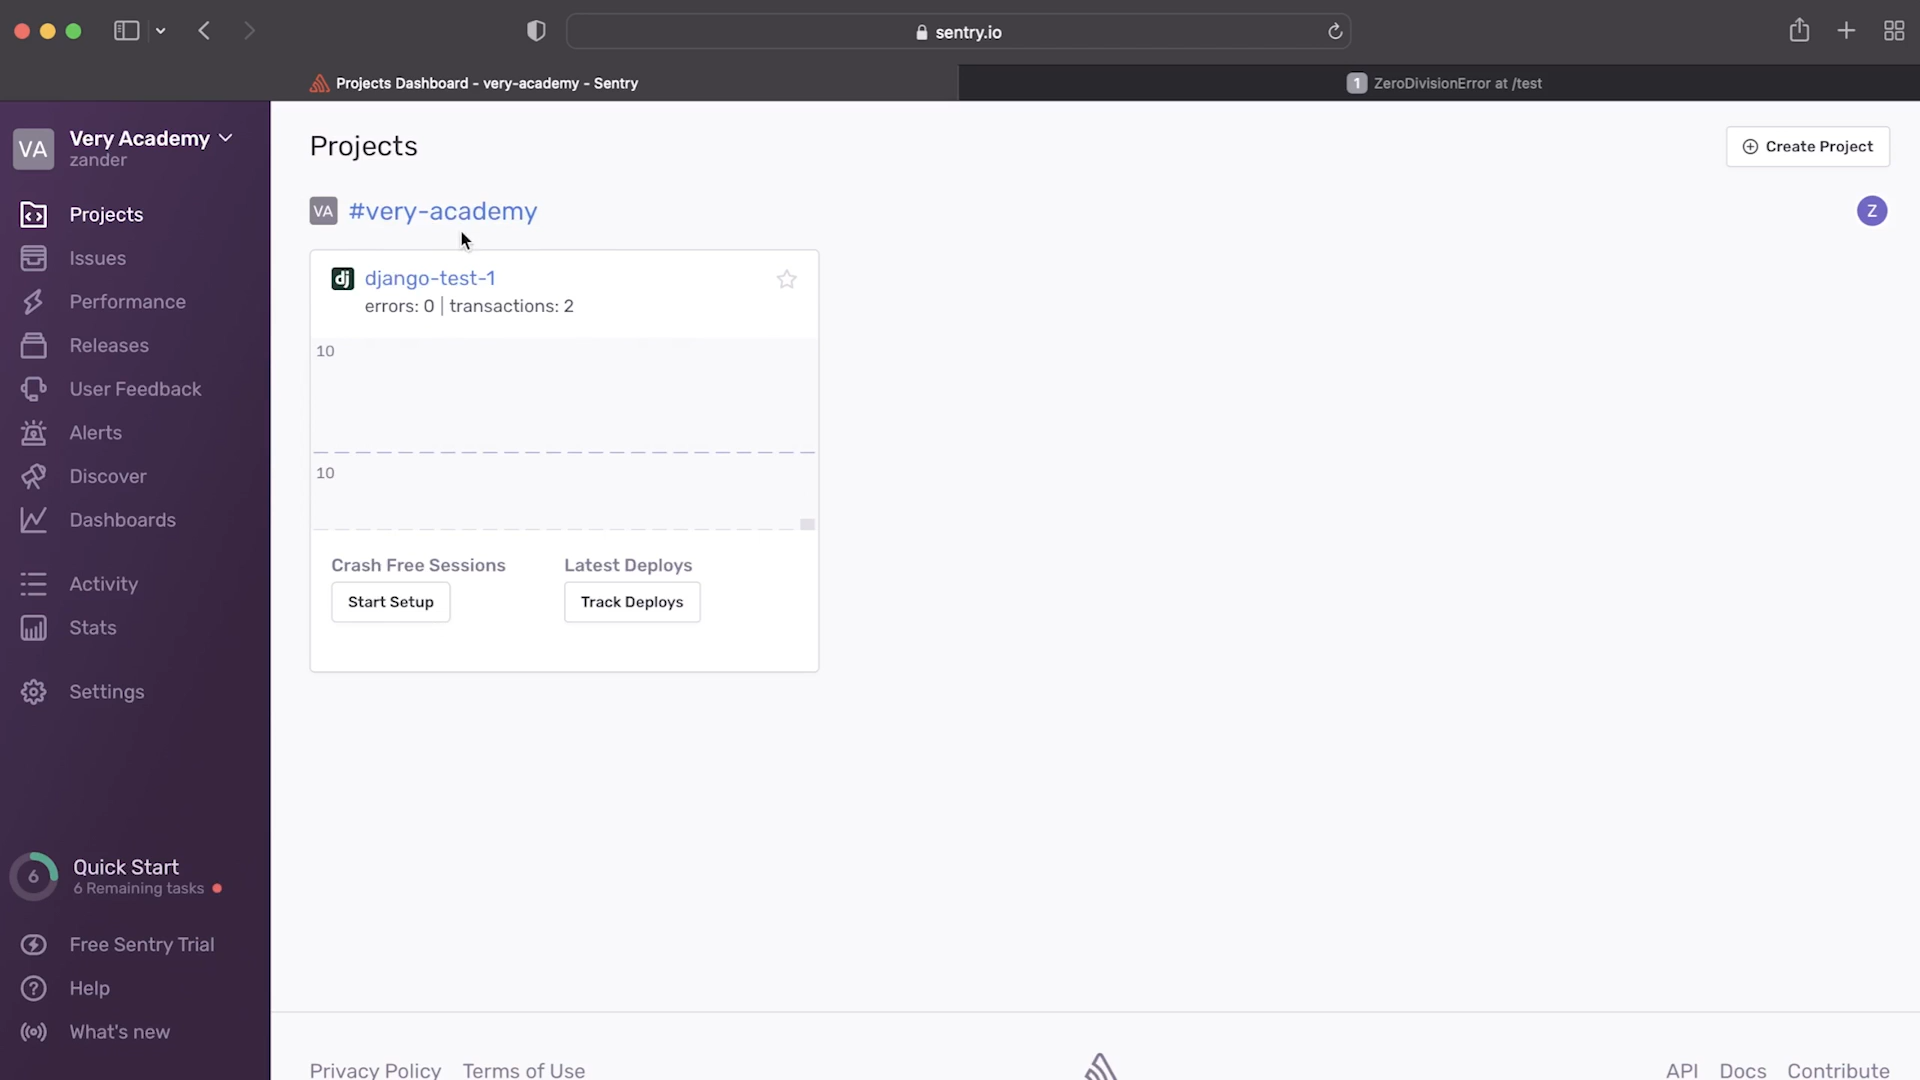 sentry.io
Projects Dashboard - very-academy - Sentry
1 ZeroDivisionError at /test
VA
Very Academy
zander
Projects
Issues
Performance
Releases
User Feedback
Alerts
Discover
Dashboards
Activity
Stats
Settings
6
Quick Start
6 Remaining tasks
Free Sentry Trial
Help
What's new
Projects
Create Project
VA #very-academy
Z
dj django-test-1
errors: 0 | transactions: 2
10
10
Crash Free Sessions
Latest Deploys
Start Setup
Track Deploys
Privacy Policy
Terms of Use
API
Docs
Contribute